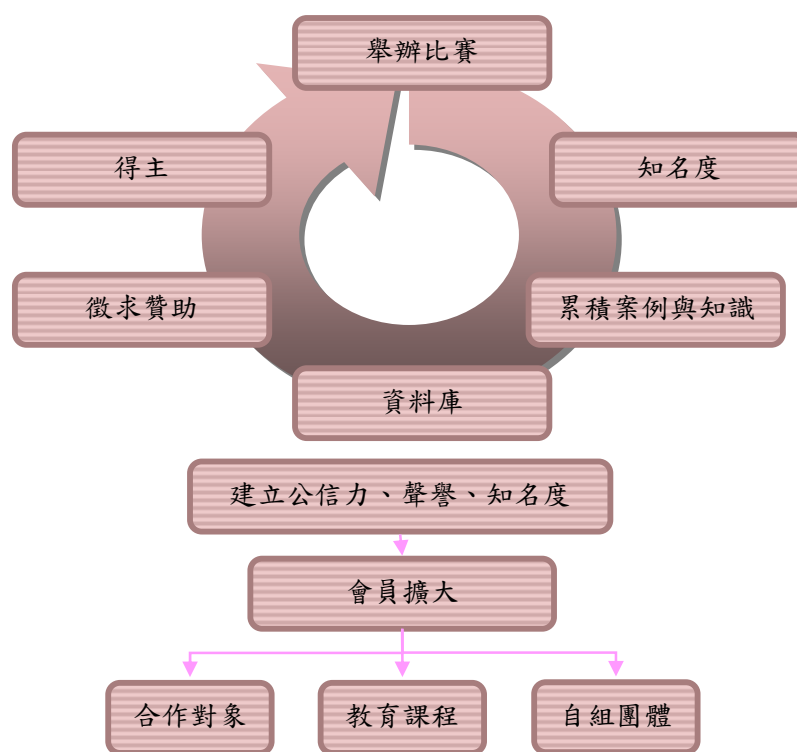 舉辦比賽
得主
知名度
徵求贊助
累積案例與知識
資料庫
建立公信力、聲譽、知名度
會員擴大
合作對象
教育課程
自組團體